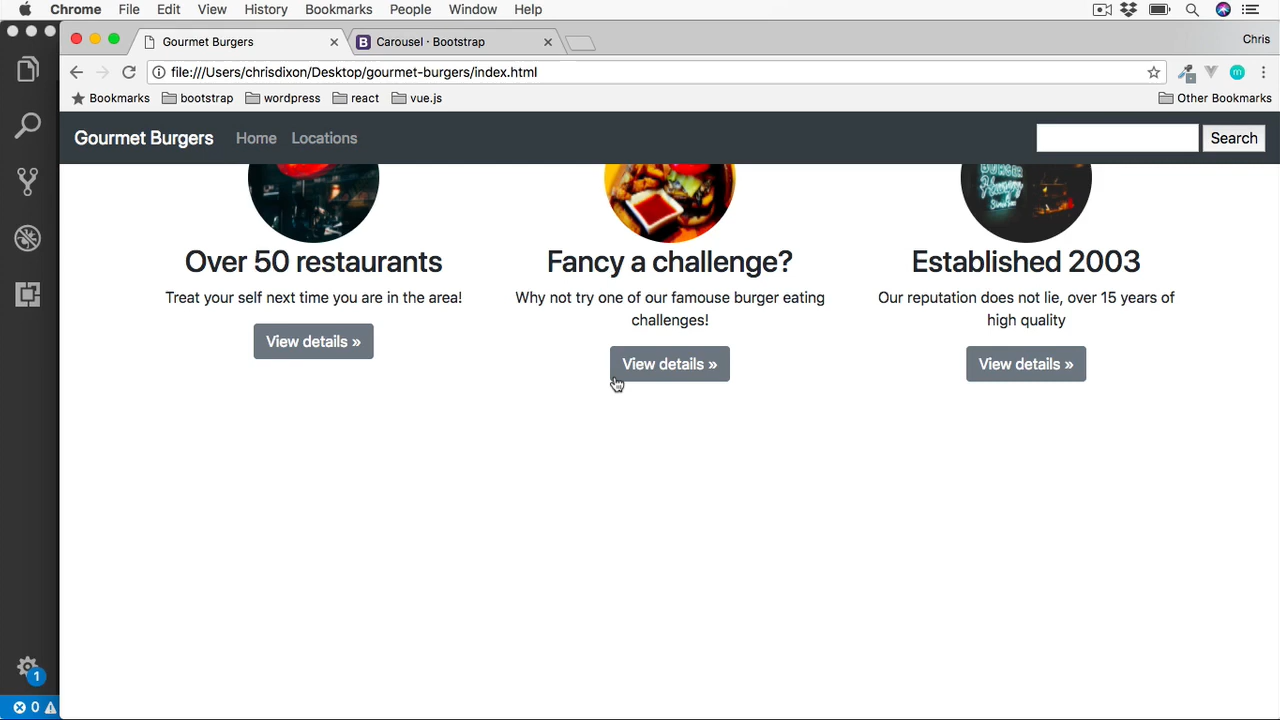 Chrome File Edit View History Bookmarks People Window Help
Gourmet Burgers
Carousel · Bootstrap
Chris
file:///Users/chrisdixon/Desktop/gourmet-burgers/index.html
m
Bookmarks bootstrap wordpress react vue.js Other Bookmarks
Gourmet Burgers Home Locations Search
BURGER
Over 50 restaurants
Treat your self next time you are in the area!
View details »
Fancy a challenge?
Why not try one of our famouse burger eating
challenges!
View details »
Established 2003
Our reputation does not lie, over 15 years of
high quality
View details »
1
0